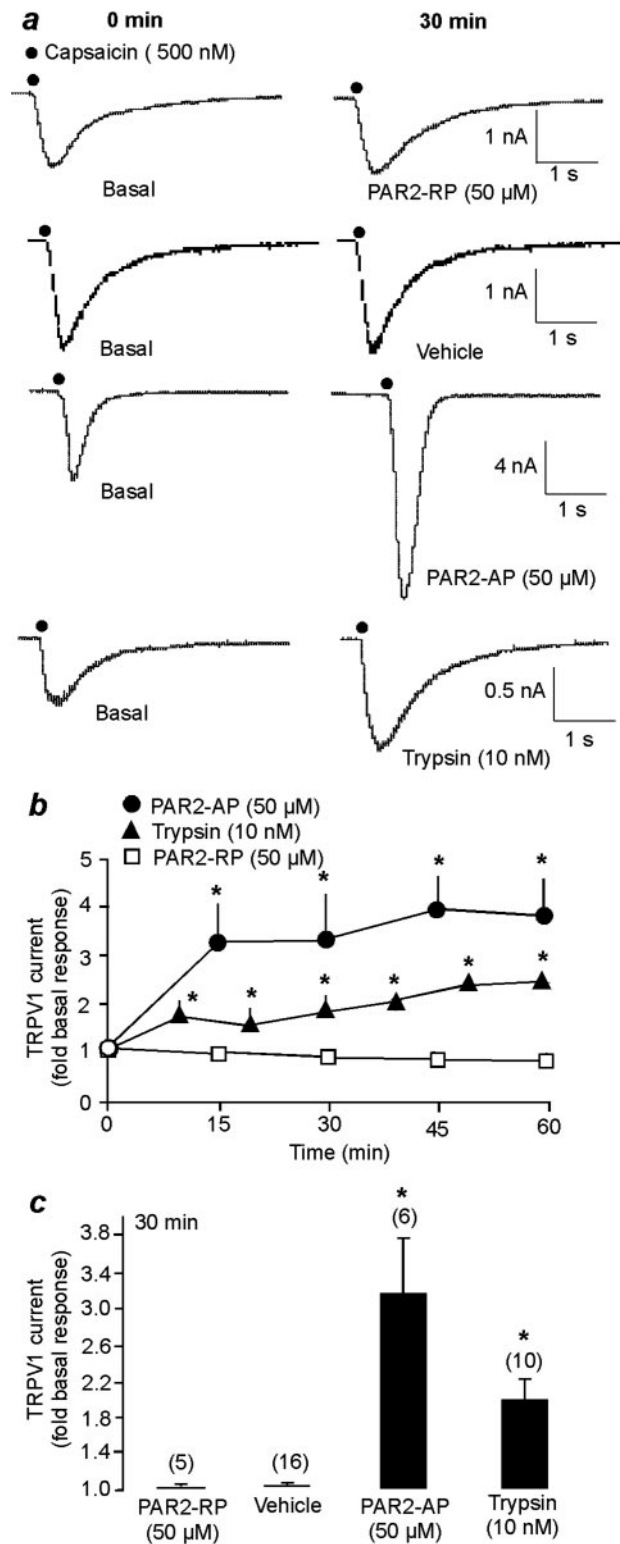 a 0 min 30 min
● Capsaicin ( 500 nM)
1 nA
1 s
Basal PAR2-RP (50 µM)
1 nA
1 s
Basal Vehicle
4 nA
1 s
Basal
PAR2-AP (50 µM)
0.5 nA
1 s
Basal
Trypsin (10 nM)
b
PAR2-AP (50 µM)
Trypsin (10 nM)
PAR2-RP (50 µM)
TRPV1 current
(fold basal response)
5
4
3
2
1
0
* * * *
* * * * * *
0 15 30 45 60
Time (min)
c
30 min
TRPV1 current
(fold basal response)
3.8
3.4
3.0
2.6
2.2
1.8
1.4
1.0
(5) (16) * (6) * (10)
PAR2-RP Vehicle PAR2-AP Trypsin
(50 µM) (50 µM) (10 nM)